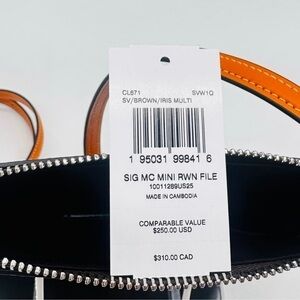 CL671 SVW1Q
SV/BROWN/IRIS MULTI
1 95031 99841 6
SIG MC MINI RWN FILE
10011289US25
MADE IN CAMBODIA
COMPARABLE VALUE
$250.00 USD
$310.00 CAD